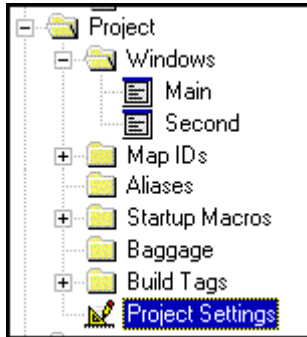 Project
Windows
Main
Second
Map IDs
Aliases
Startup Macros
Baggage
Build Tags
Project Settings